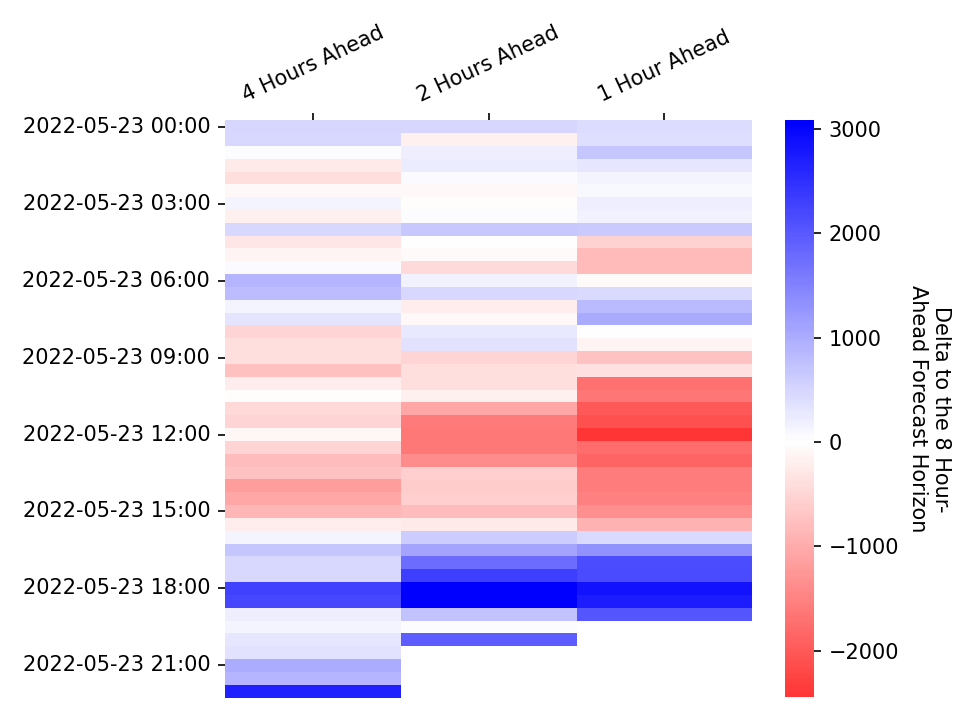 4 Hours Ahead
2 Hours Ahead
1 Hour Ahead
2022-05-23 00:00
2022-05-23 03:00
2022-05-23 06:00
2022-05-23 09:00
2022-05-23 12:00
2022-05-23 15:00
2022-05-23 18:00
2022-05-23 21:00
3000
2000
1000
0
−1000
−2000
Delta to the 8 Hour-
Ahead Forecast Horizon